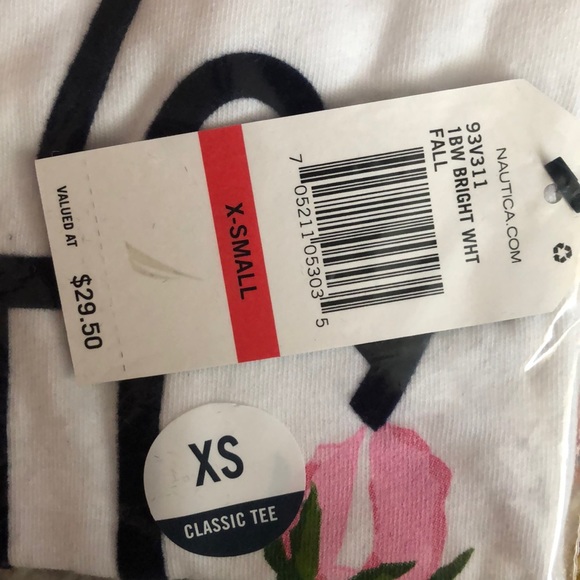 NAUTICA.COM
93V311
1BW BRIGHT WHT
FALL
7 05211 05303 5
X-SMALL
VALUED AT $29.50
XS
CLASSIC TEE